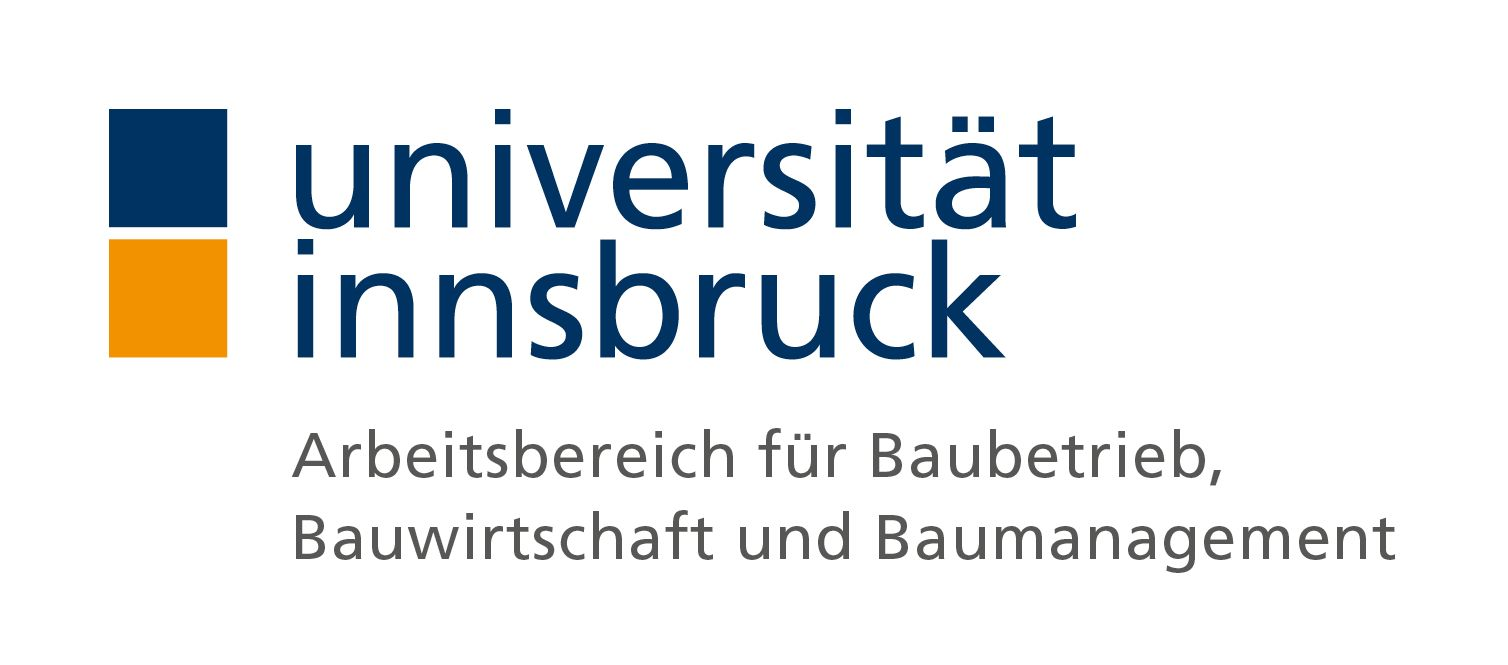 universität
innsbruck
Arbeitsbereich für Baubetrieb,
Bauwirtschaft und Baumanagement